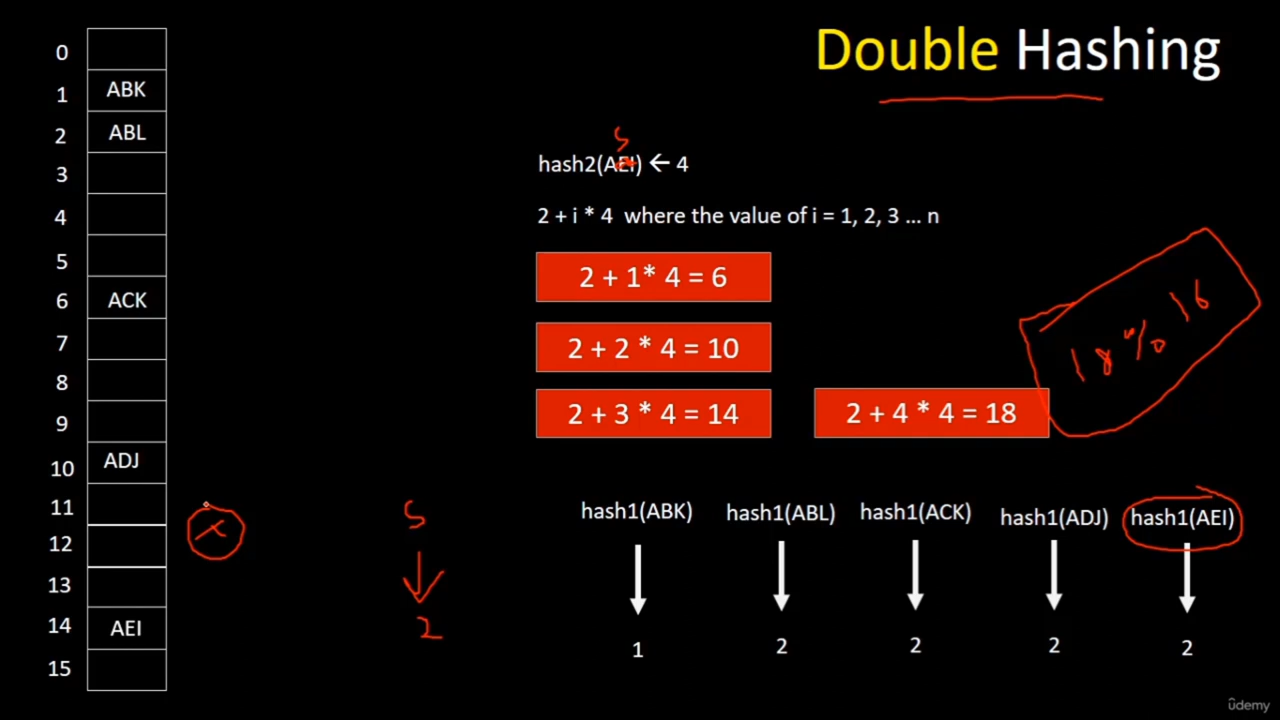 Double Hashing
0
1 ABK
2 ABL
3
4
5
6 ACK
7
8
9
10 ADJ
11
12
13
14 AEI
15
S
hash2(AEI) ← 4
2 + i * 4 where the value of i = 1, 2, 3 ... n
2 + 1* 4 = 6
2 + 2 * 4 = 10
2 + 3 * 4 = 14
2 + 4 * 4 = 18
18 % 16
x
S
2
hash1(ABK) hash1(ABL) hash1(ACK) hash1(ADJ) hash1(AEI)
1 2 2 2 2
ûdemy